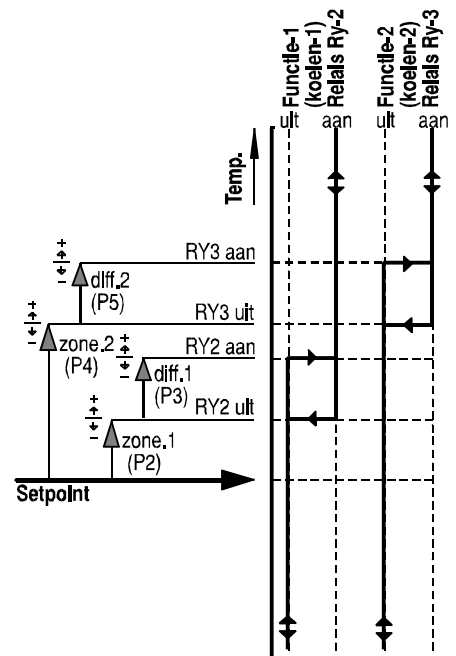 Functie-1
(koelen-1)
Relais Ry-2
uit aan
Functie-2
(koelen-2)
Relais Ry-3
uit aan
Temp.
RY3 aan
+
-
diff.2
(P5)
RY3 uit
+
-
zone.2
(P4)
RY2 aan
+
-
diff.1
(P3)
RY2 uit
+
-
zone.1
(P2)
Setpoint